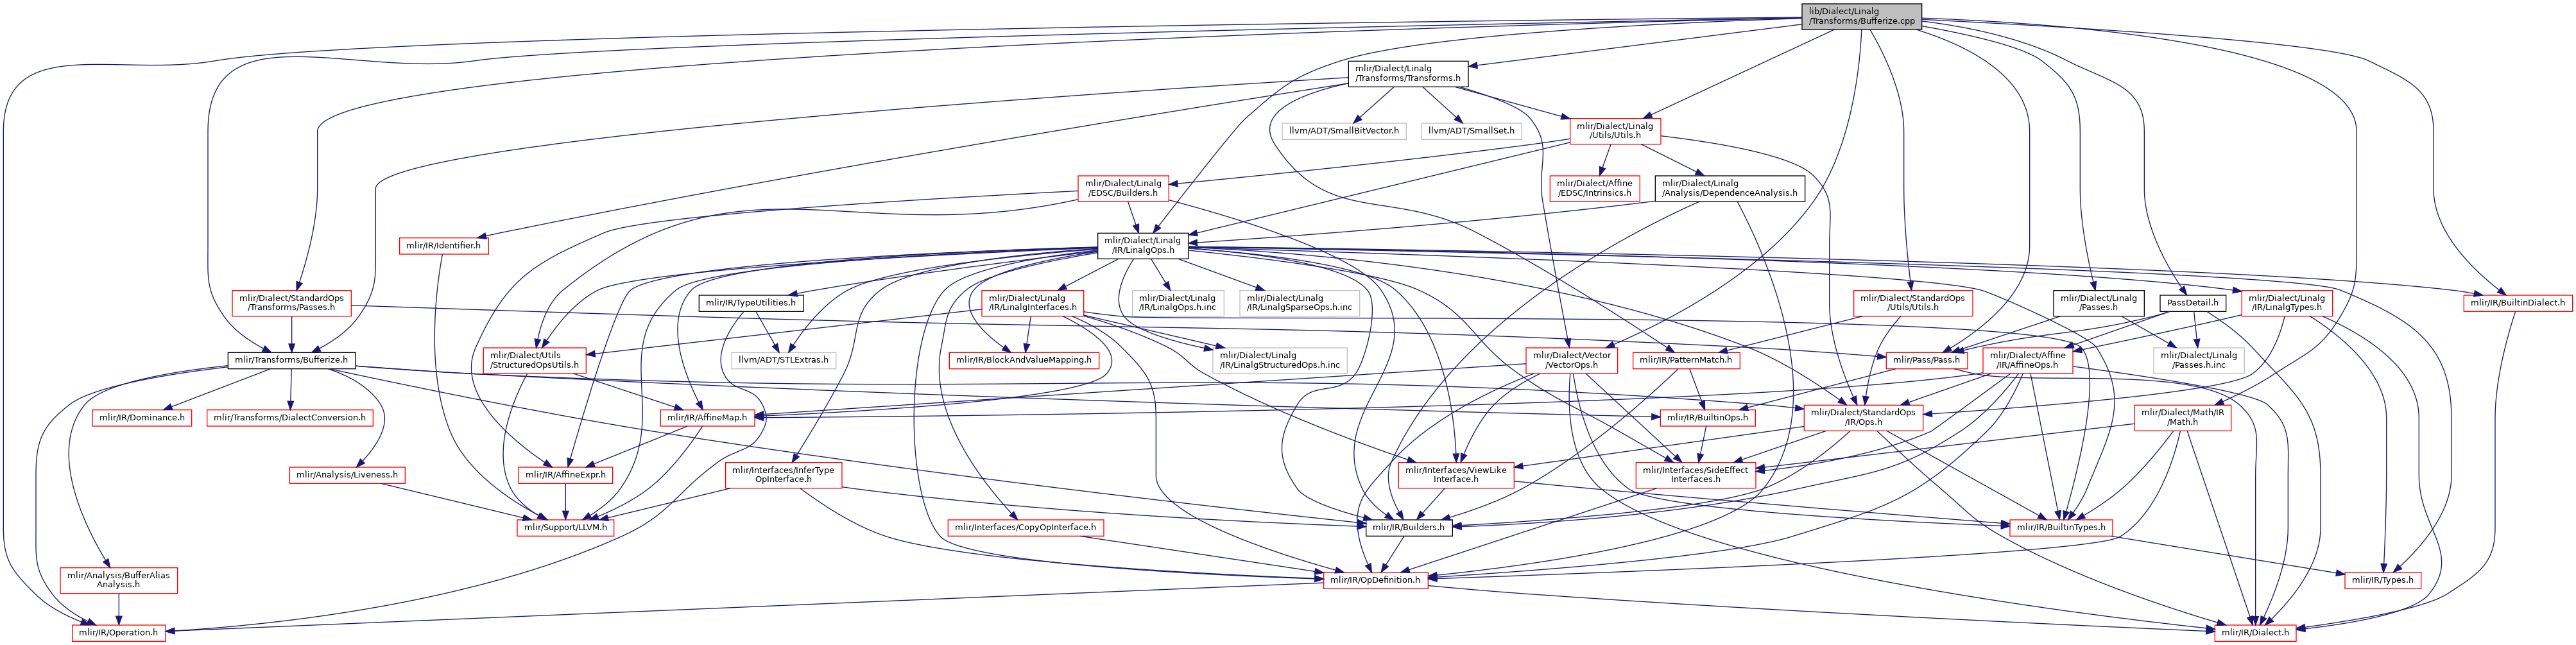 lib/Dialect/Linalg
/Transforms/Bufferize.cpp
mlir/Dialect/Linalg
/Transforms/Transforms.h
llvm/ADT/SmallBitVector.h
llvm/ADT/SmallSet.h
mlir/Dialect/Linalg
/Utils/Utils.h
mlir/Dialect/Linalg
/EDSC/Builders.h
mlir/Dialect/Affine
/EDSC/Intrinsics.h
mlir/Dialect/Linalg
/Analysis/DependenceAnalysis.h
mlir/IR/Identifier.h
mlir/Dialect/Linalg
/IR/LinalgOps.h
mlir/Dialect/StandardOps
/Transforms/Passes.h
mlir/IR/TypeUtilities.h
mlir/Dialect/Linalg
/IR/LinalgInterfaces.h
mlir/Dialect/Linalg
/IR/LinalgOps.h.inc
mlir/Dialect/Linalg
/IR/LinalgSparseOps.h.inc
mlir/Dialect/StandardOps
/Utils/Utils.h
mlir/Dialect/Linalg
/Passes.h
PassDetail.h
mlir/Dialect/Linalg
/IR/LinalgTypes.h
mlir/IR/BuiltinDialect.h
mlir/Transforms/Bufferize.h
mlir/Dialect/Utils
/StructuredOpsUtils.h
llvm/ADT/STLExtras.h
mlir/IR/BlockAndValueMapping.h
mlir/Dialect/Linalg
/IR/LinalgStructuredOps.h.inc
mlir/Dialect/Vector
/VectorOps.h
mlir/IR/PatternMatch.h
mlir/Pass/Pass.h
mlir/Dialect/Affine
/IR/AffineOps.h
mlir/Dialect/Linalg
/Passes.h.inc
mlir/IR/Dominance.h
mlir/Transforms/DialectConversion.h
mlir/IR/AffineMap.h
mlir/IR/BuiltinOps.h
mlir/Dialect/StandardOps
/IR/Ops.h
mlir/Dialect/Math/IR
/Math.h
mlir/Analysis/Liveness.h
mlir/IR/AffineExpr.h
mlir/Interfaces/InferType
OpInterface.h
mlir/Interfaces/ViewLike
Interface.h
mlir/Interfaces/SideEffect
Interfaces.h
mlir/Support/LLVM.h
mlir/Interfaces/CopyOpInterface.h
mlir/IR/Builders.h
mlir/IR/BuiltinTypes.h
mlir/Analysis/BufferAlias
Analysis.h
mlir/IR/OpDefinition.h
mlir/IR/Types.h
mlir/IR/Operation.h
mlir/IR/Dialect.h